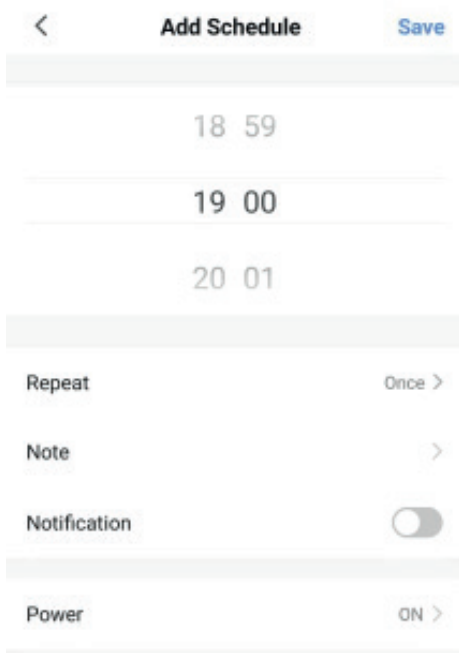 Add Schedule Save
18 59
19 00
20 01
Repeat Once
Note
Notification
Power ON